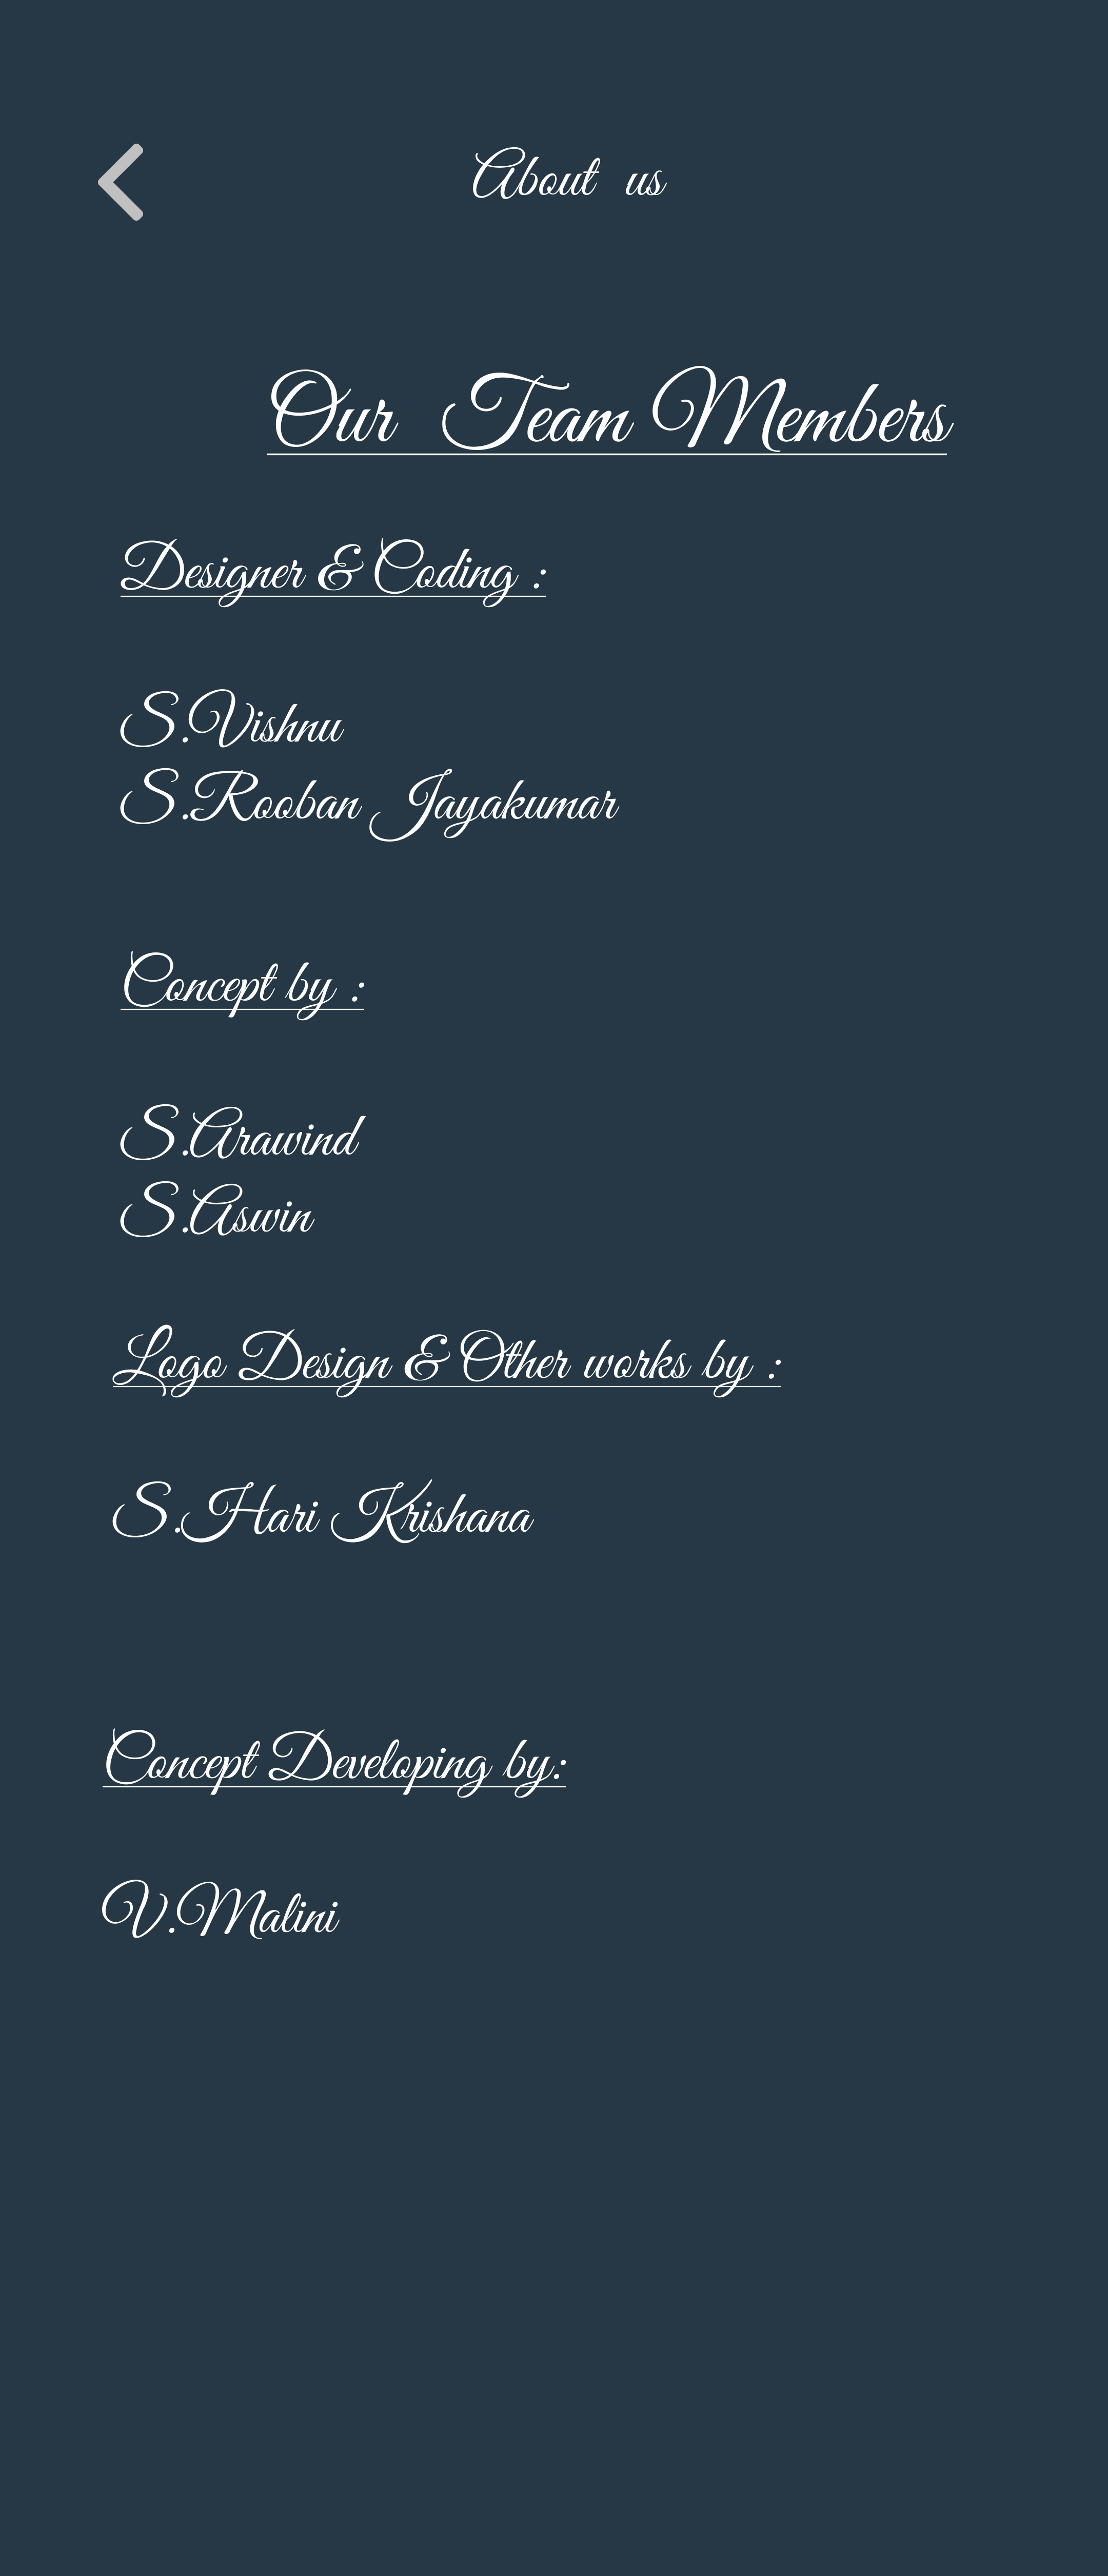 About us
Our Team Members
Designer & Coding :
S.Vishnu
S.Rooban Jayakumar
Concept by :
S.Arawind
S.Aswin
Logo Design & Other works by :
S.Hari Krishana
Concept Developing by:
V.Malini